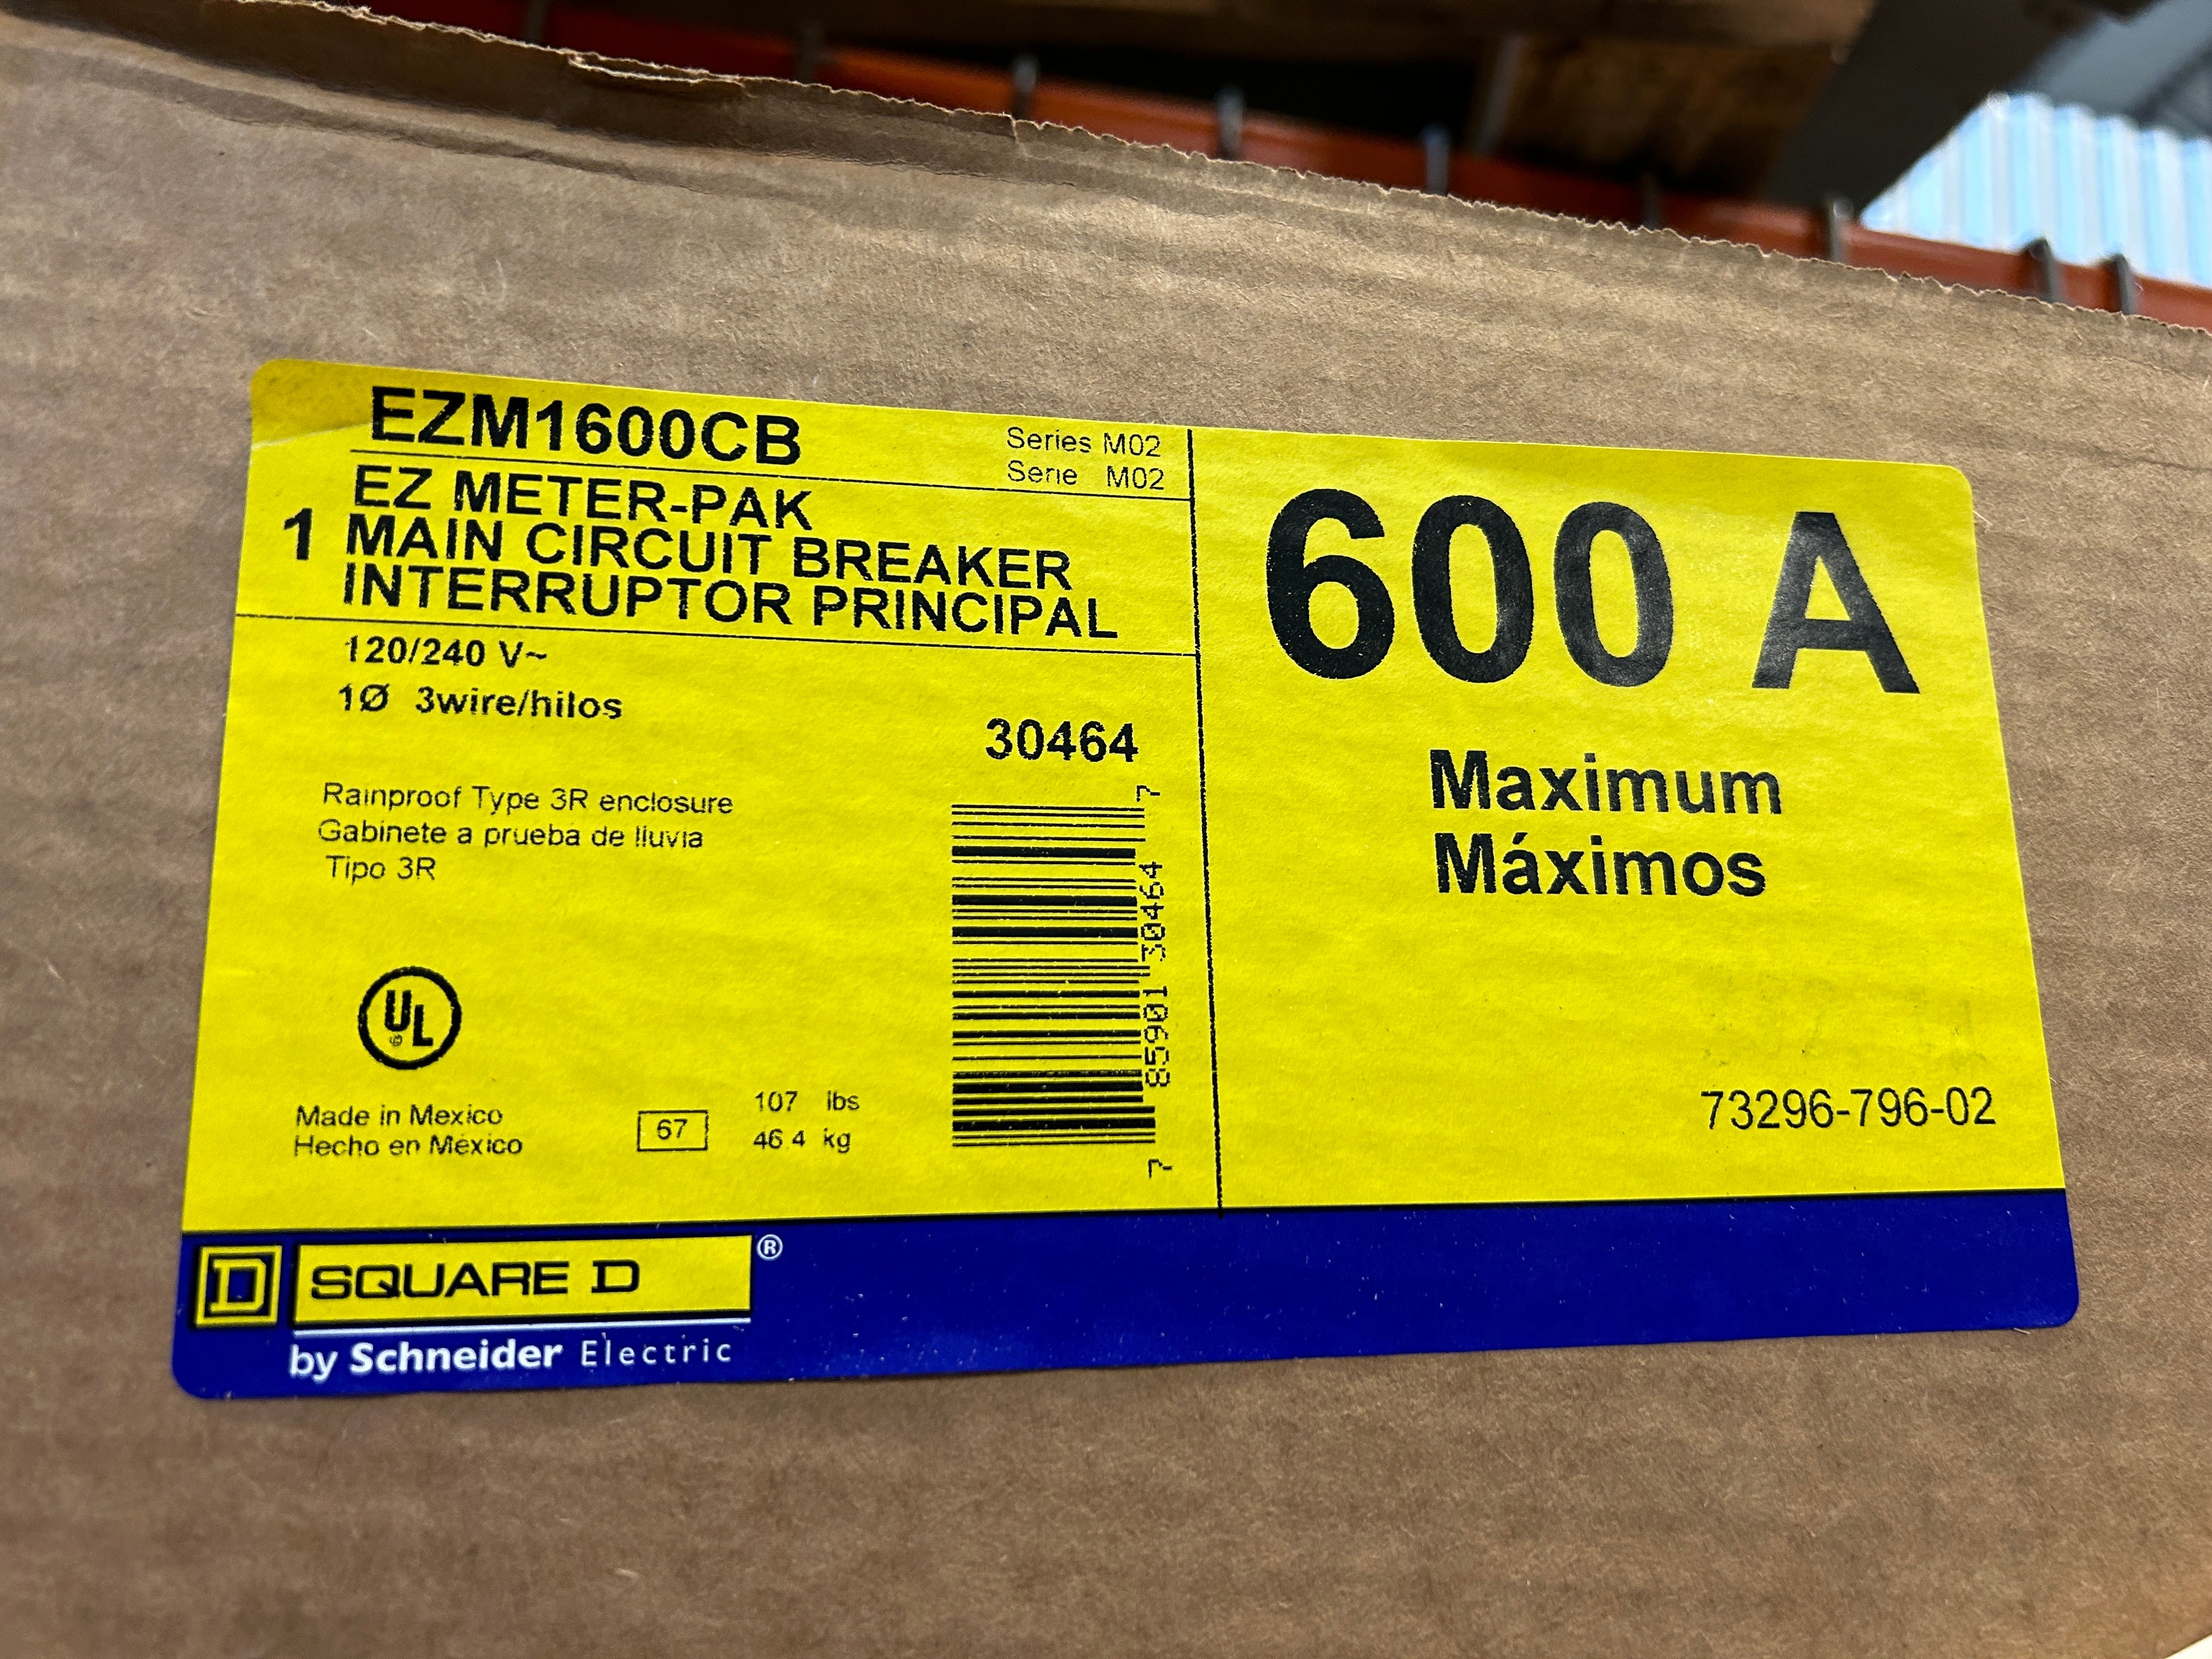 EZM1600CB
Series M02
Serie M02
1 EZ METER-PAK
MAIN CIRCUIT BREAKER
INTERRUPTOR PRINCIPAL
120/240 V~
1Ø 3wire/hilos
30464
Rainproof Type 3R enclosure
Gabinete a prueba de lluvia
Tipo 3R
7 85901 30464 7
UL
Made in Mexico
Hecho en México
67
107 lbs
46.4 kg
600 A
Maximum
Máximos
73296-796-02
D SQUARE D ®
by Schneider Electric